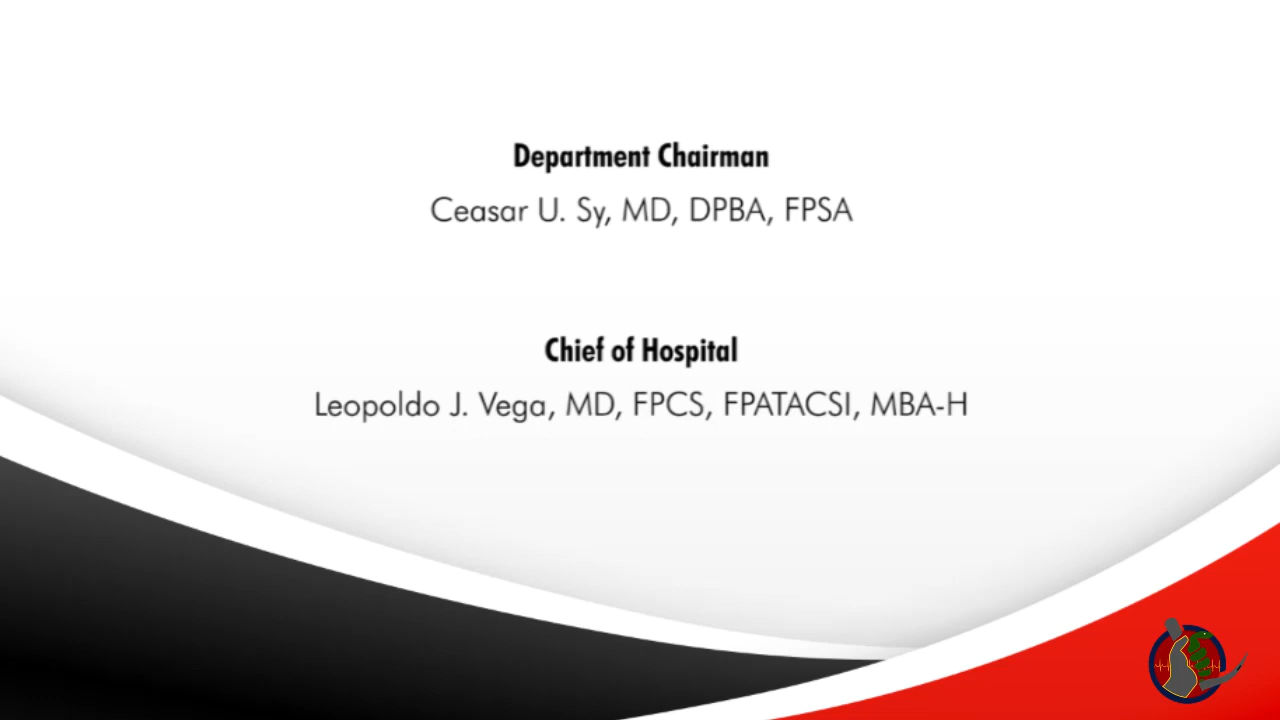 Department Chairman
Ceasar U. Sy, MD, DPBA, FPSA
Chief of Hospital
Leopoldo J. Vega, MD, FPCS, FPATACSI, MBA-H